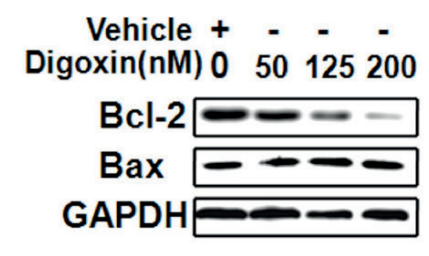 Vehicle + - - -
Digoxin(nM) 0 50 125 200
Bcl-2
Bax
GAPDH